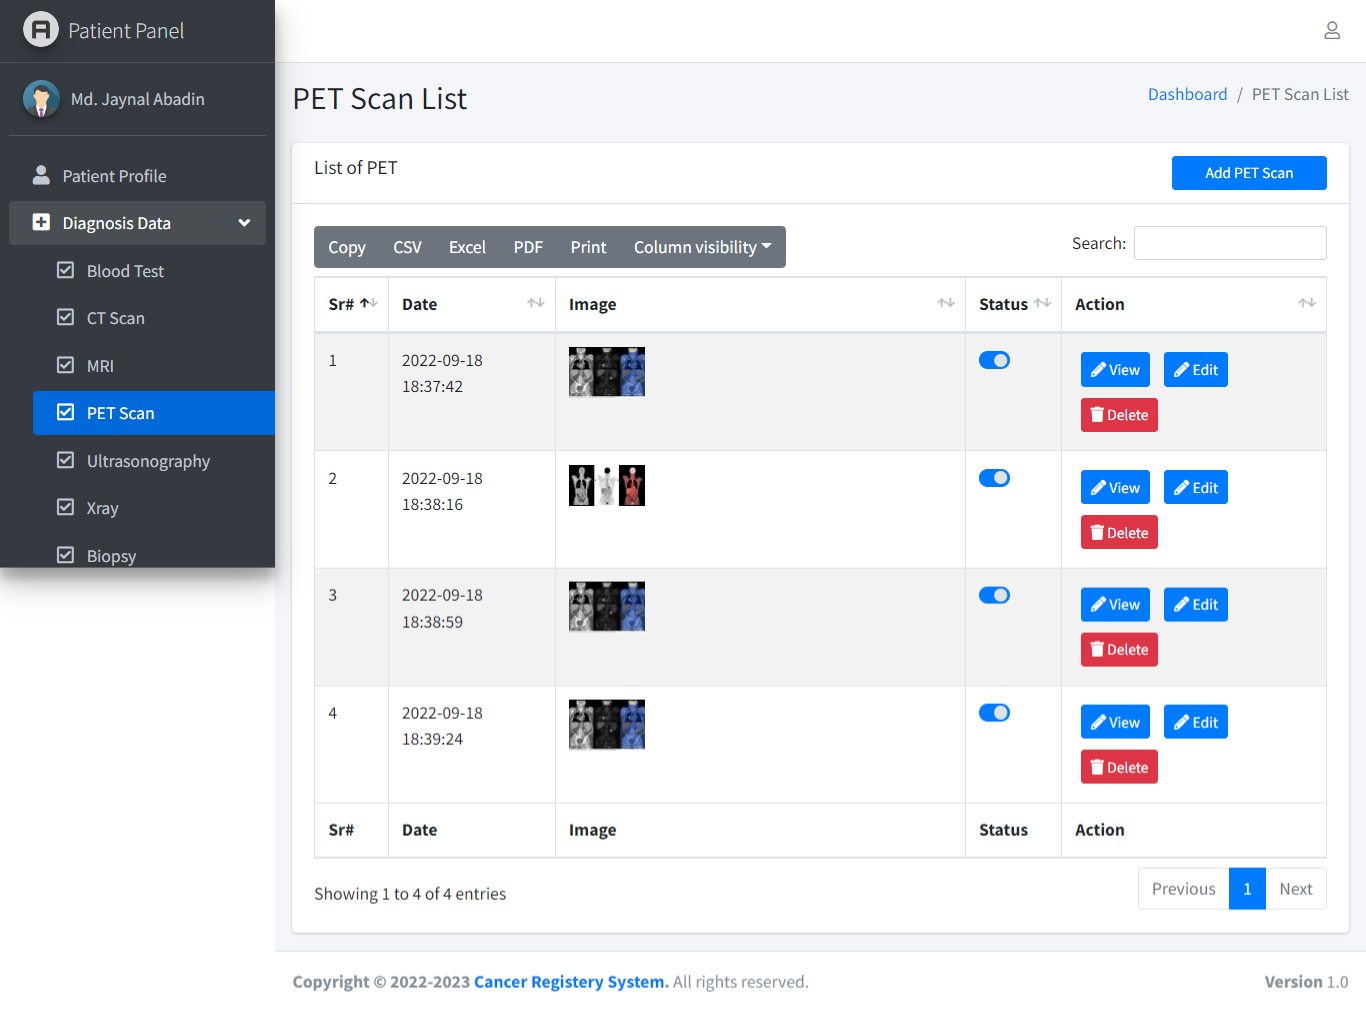 Patient Panel
Md. Jaynal Abadin
Patient Profile
Diagnosis Data
Blood Test
CT Scan
MRI
PET Scan
Ultrasonography
Xray
Biopsy
PET Scan List
Dashboard / PET Scan List
List of PET
Add PET Scan
Copy CSV Excel PDF Print Column visibility
Search:
Sr# Date Image Status Action
1 2022-09-18 View Edit
18:37:42 Delete
2 2022-09-18 View Edit
18:38:16 Delete
3 2022-09-18 View Edit
18:38:59 Delete
4 2022-09-18 View Edit
18:39:24 Delete
Sr# Date Image Status Action
Showing 1 to 4 of 4 entries
Previous 1 Next
Copyright © 2022-2023 Cancer Registery System. All rights reserved.
Version 1.0